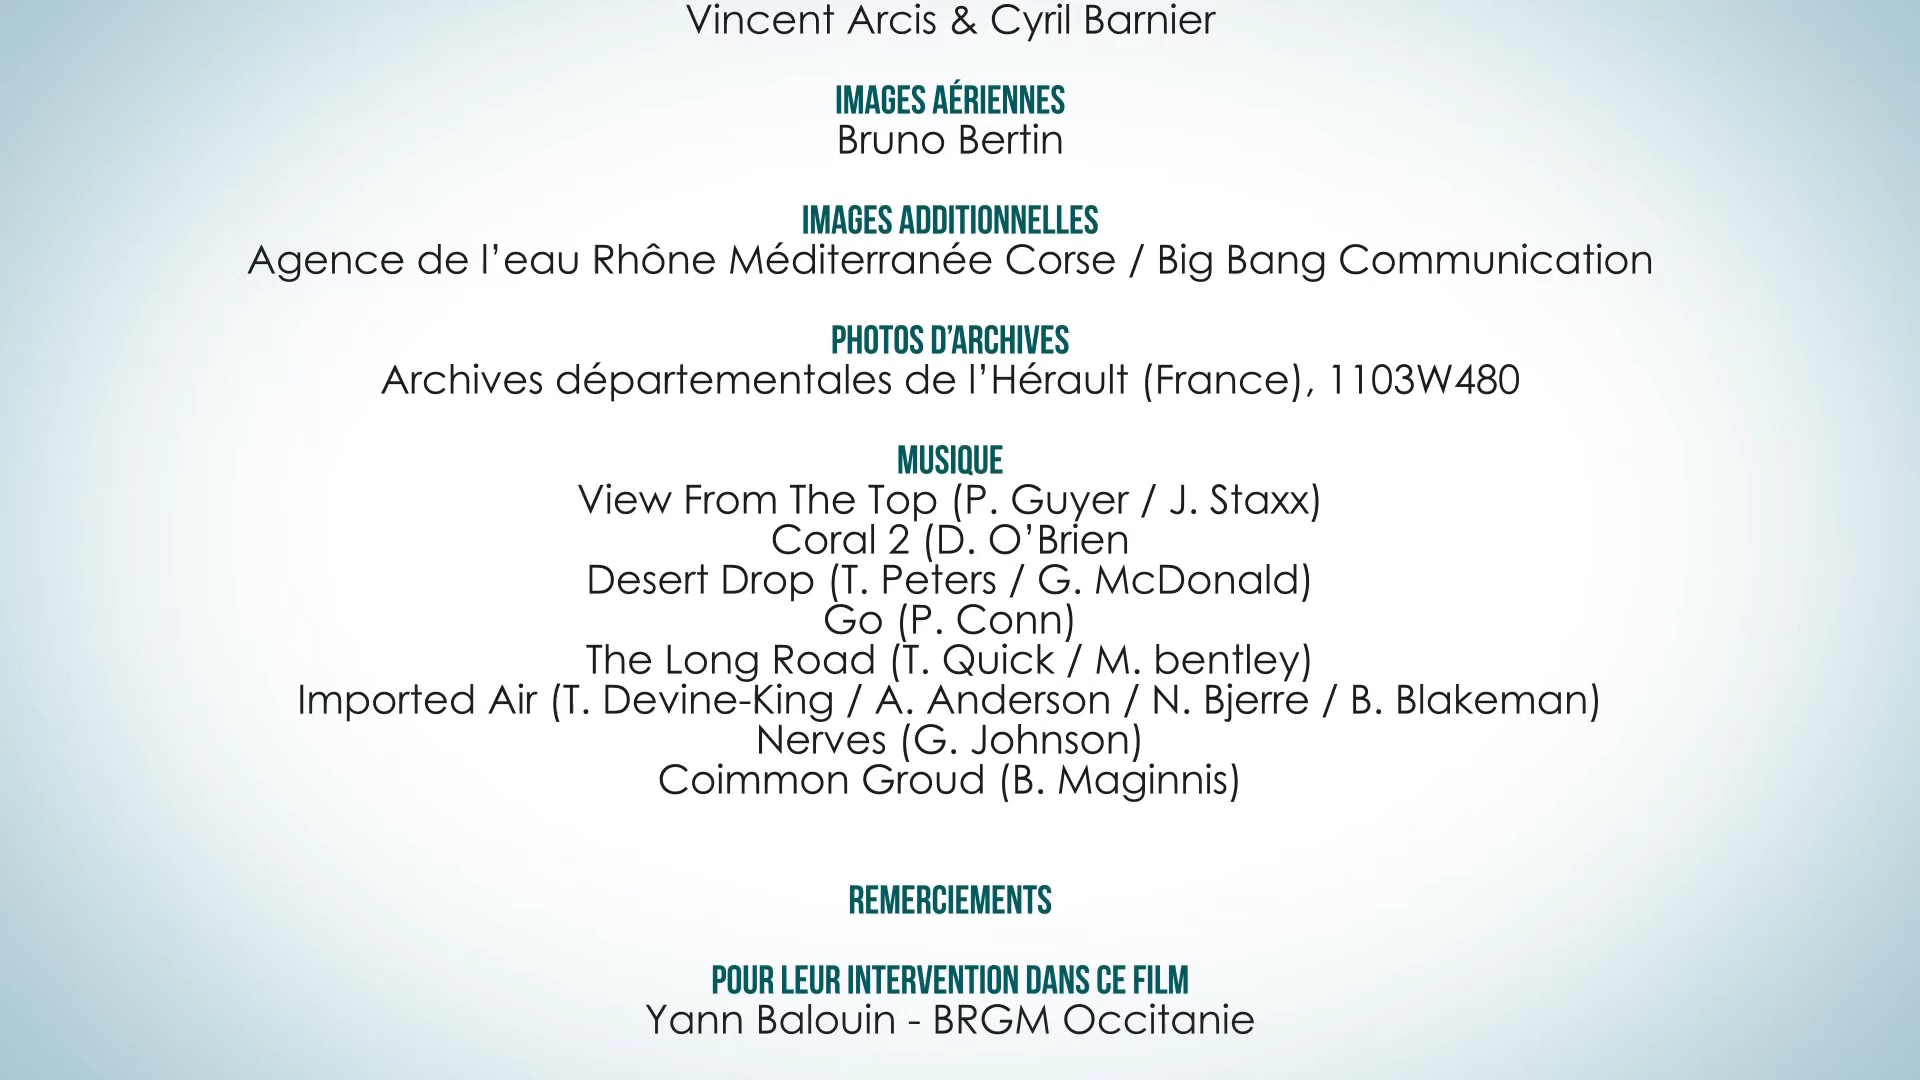 Vincent Arcis & Cyril Barnier
IMAGES AÉRIENNES
Bruno Bertin
IMAGES ADDITIONNELLES
Agence de l’eau Rhône Méditerranée Corse / Big Bang Communication
PHOTOS D’ARCHIVES
Archives départementales de l’Hérault (France), 1103W480
MUSIQUE
View From The Top (P. Guyer / J. Staxx)
Coral 2 (D. O’Brien
Desert Drop (T. Peters / G. McDonald)
Go (P. Conn)
The Long Road (T. Quick / M. bentley)
Imported Air (T. Devine-King / A. Anderson / N. Bjerre / B. Blakeman)
Nerves (G. Johnson)
Coimmon Groud (B. Maginnis)
REMERCIEMENTS
POUR LEUR INTERVENTION DANS CE FILM
Yann Balouin - BRGM Occitanie